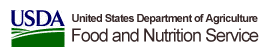 USDA United States Department of Agriculture
Food and Nutrition Service